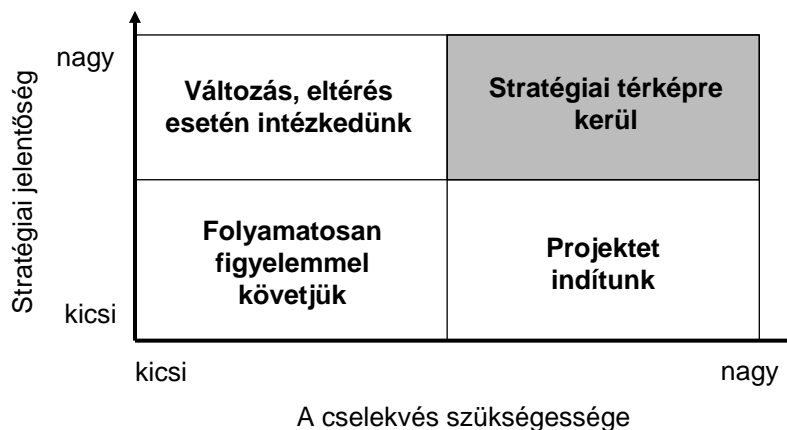 nagy
Stratégiai jelentőség
kicsi
Változás, eltérés
esetén intézkedünk
Stratégiai térképre
kerül
Folyamatosan
figyelemmel
követjük
Projektet
indítunk
kicsi
nagy
A cselekvés szükségessége